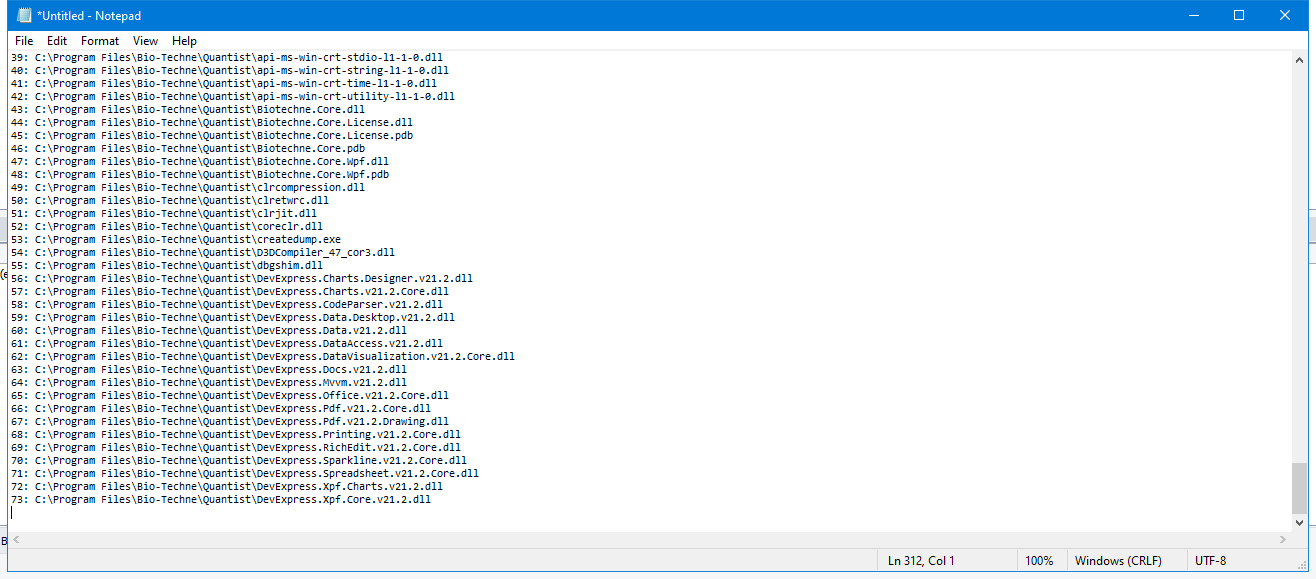 *Untitled - Notepad
File Edit Format View Help
39: C:\Program Files\Bio-Techne\Quantist\api-ms-win-crt-stdio-l1-1-0.dll
40: C:\Program Files\Bio-Techne\Quantist\api-ms-win-crt-string-l1-1-0.dll
41: C:\Program Files\Bio-Techne\Quantist\api-ms-win-crt-time-l1-1-0.dll
42: C:\Program Files\Bio-Techne\Quantist\api-ms-win-crt-utility-l1-1-0.dll
43: C:\Program Files\Bio-Techne\Quantist\Biotechne.Core.dll
44: C:\Program Files\Bio-Techne\Quantist\Biotechne.Core.License.dll
45: C:\Program Files\Bio-Techne\Quantist\Biotechne.Core.License.pdb
46: C:\Program Files\Bio-Techne\Quantist\Biotechne.Core.pdb
47: C:\Program Files\Bio-Techne\Quantist\Biotechne.Core.Wpf.dll
48: C:\Program Files\Bio-Techne\Quantist\Biotechne.Core.Wpf.pdb
49: C:\Program Files\Bio-Techne\Quantist\clrcompression.dll
50: C:\Program Files\Bio-Techne\Quantist\clretwrc.dll
51: C:\Program Files\Bio-Techne\Quantist\clrjit.dll
52: C:\Program Files\Bio-Techne\Quantist\coreclr.dll
53: C:\Program Files\Bio-Techne\Quantist\createdump.exe
54: C:\Program Files\Bio-Techne\Quantist\D3DCompiler_47_cor3.dll
55: C:\Program Files\Bio-Techne\Quantist\dbgshim.dll
56: C:\Program Files\Bio-Techne\Quantist\DevExpress.Charts.Designer.v21.2.dll
57: C:\Program Files\Bio-Techne\Quantist\DevExpress.Charts.v21.2.Core.dll
58: C:\Program Files\Bio-Techne\Quantist\DevExpress.CodeParser.v21.2.dll
59: C:\Program Files\Bio-Techne\Quantist\DevExpress.Data.Desktop.v21.2.dll
60: C:\Program Files\Bio-Techne\Quantist\DevExpress.Data.v21.2.dll
61: C:\Program Files\Bio-Techne\Quantist\DevExpress.DataAccess.v21.2.dll
62: C:\Program Files\Bio-Techne\Quantist\DevExpress.DataVisualization.v21.2.Core.dll
63: C:\Program Files\Bio-Techne\Quantist\DevExpress.Docs.v21.2.dll
64: C:\Program Files\Bio-Techne\Quantist\DevExpress.Mvvm.v21.2.dll
65: C:\Program Files\Bio-Techne\Quantist\DevExpress.Office.v21.2.Core.dll
66: C:\Program Files\Bio-Techne\Quantist\DevExpress.Pdf.v21.2.Core.dll
67: C:\Program Files\Bio-Techne\Quantist\DevExpress.Pdf.v21.2.Drawing.dll
68: C:\Program Files\Bio-Techne\Quantist\DevExpress.Printing.v21.2.Core.dll
69: C:\Program Files\Bio-Techne\Quantist\DevExpress.RichEdit.v21.2.Core.dll
70: C:\Program Files\Bio-Techne\Quantist\DevExpress.Sparkline.v21.2.Core.dll
71: C:\Program Files\Bio-Techne\Quantist\DevExpress.Spreadsheet.v21.2.Core.dll
72: C:\Program Files\Bio-Techne\Quantist\DevExpress.Xpf.Charts.v21.2.dll
73: C:\Program Files\Bio-Techne\Quantist\DevExpress.Xpf.Core.v21.2.dll
Ln 312, Col 1 100% Windows (CRLF) UTF-8